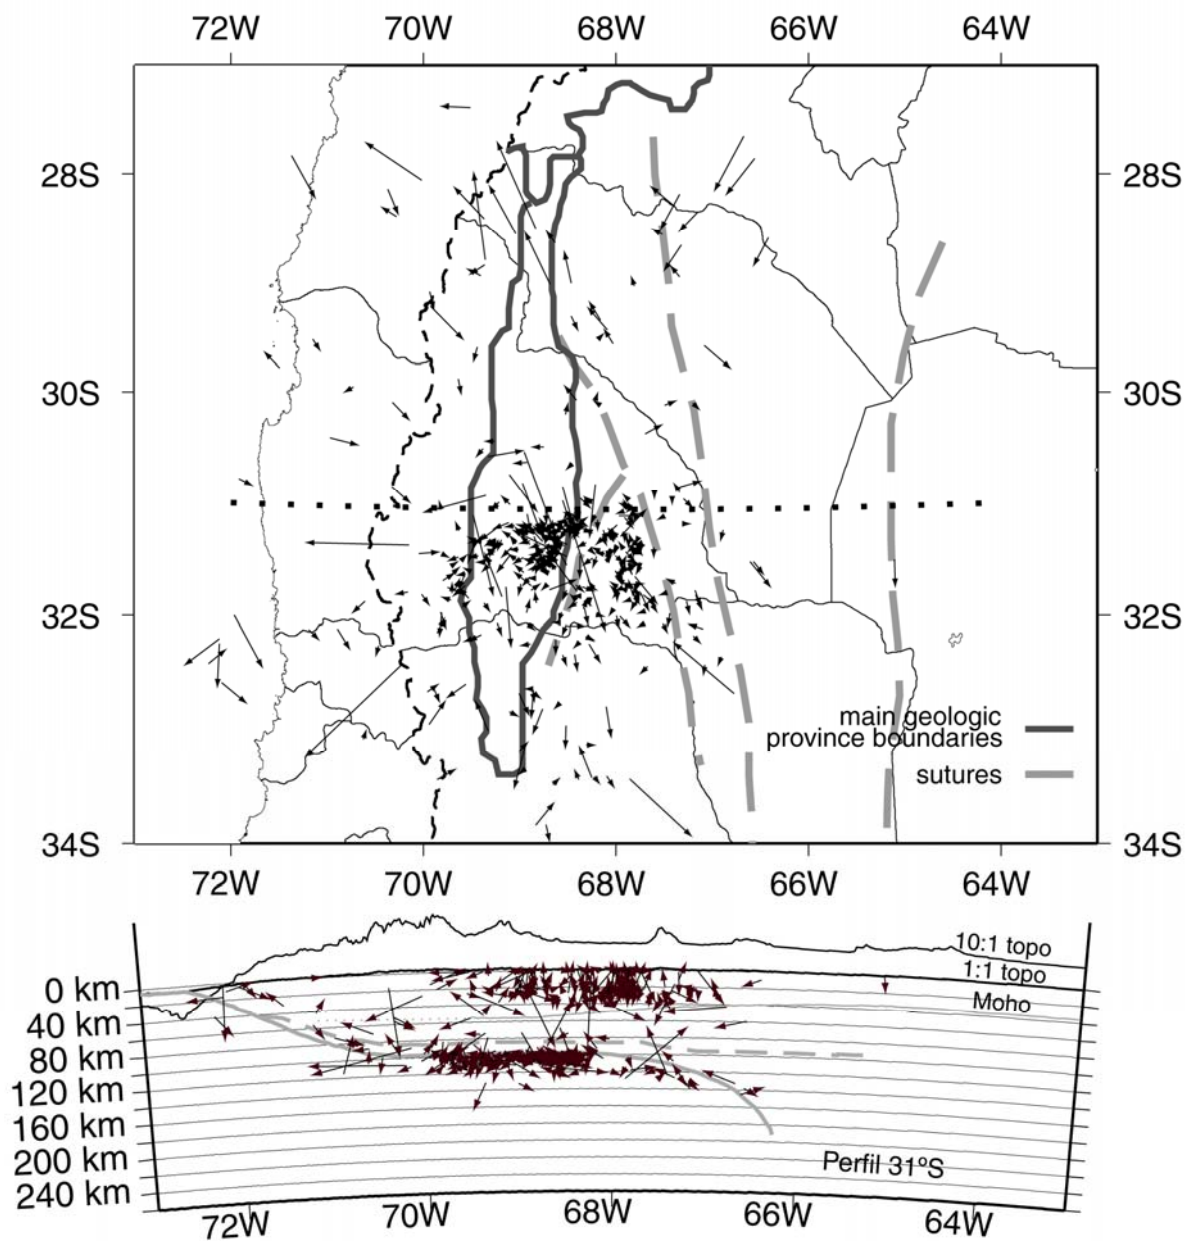 72W 70W 68W 66W 64W
28S 28S
30S 30S
32S 32S
main geologic
province boundaries
sutures
34S 34S
72W 70W 68W 66W 64W
10:1 topo
1:1 topo
0 km
Moho
40 km
80 km
120 km
160 km
200 km
Perfil 31ºS
240 km
72W 70W 68W 66W 64W